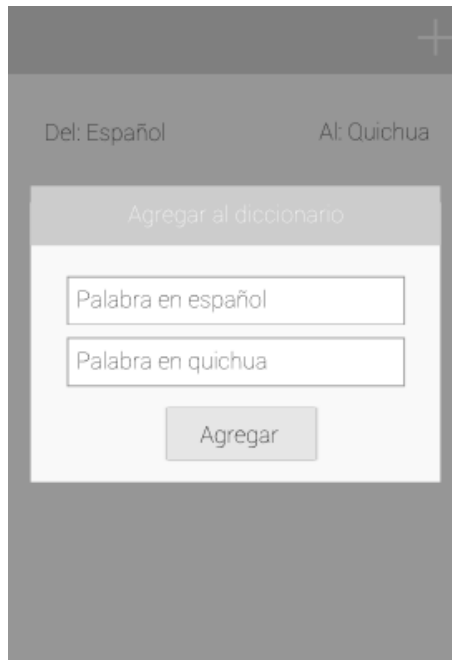 Del: Español Al: Quichua
Agregar al diccionario
Palabra en español
Palabra en quichua
Agregar